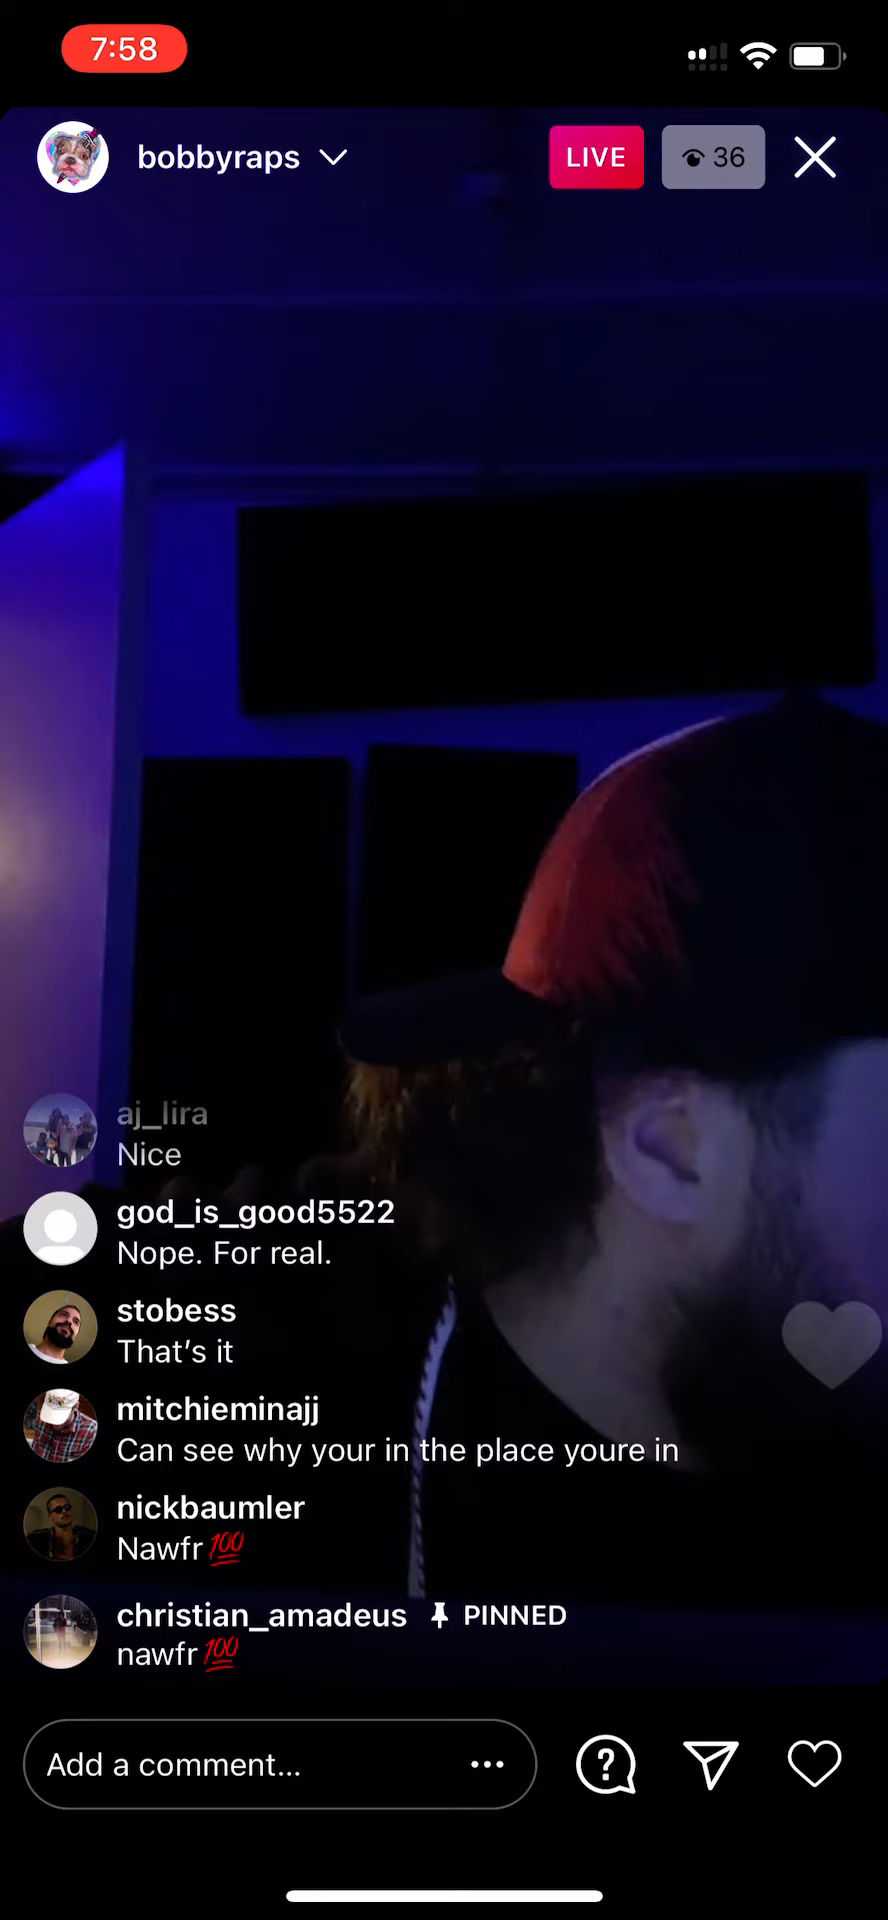 7:58
bobbyraps
LIVE
36
aj_lira
Nice
god_is_good5522
Nope. For real.
stobess
That’s it
mitchieminajj
Can see why your in the place youre in
nickbaumler
Nawfr💯
christian_amadeus PINNED
nawfr💯
Add a comment...